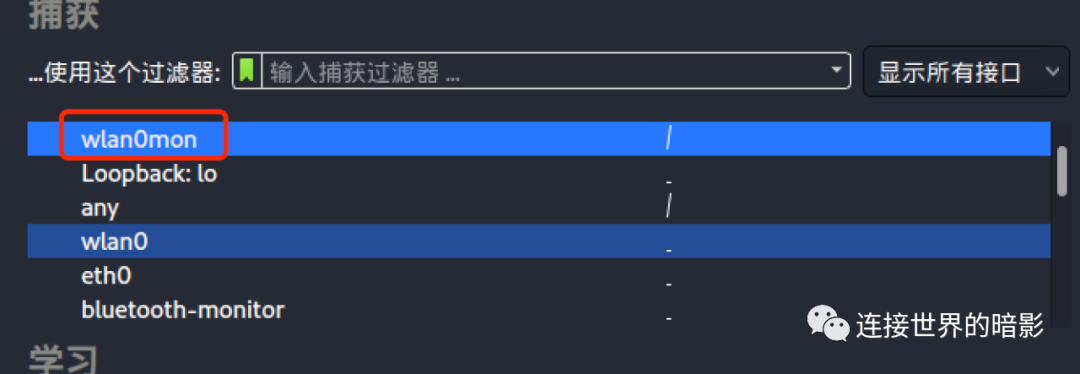 捕获
...使用这个过滤器: 输入捕获过滤器 ... 显示所有接口
wlan0mon
Loopback: lo
any
wlan0
eth0
bluetooth-monitor
连接世界的暗影
学习